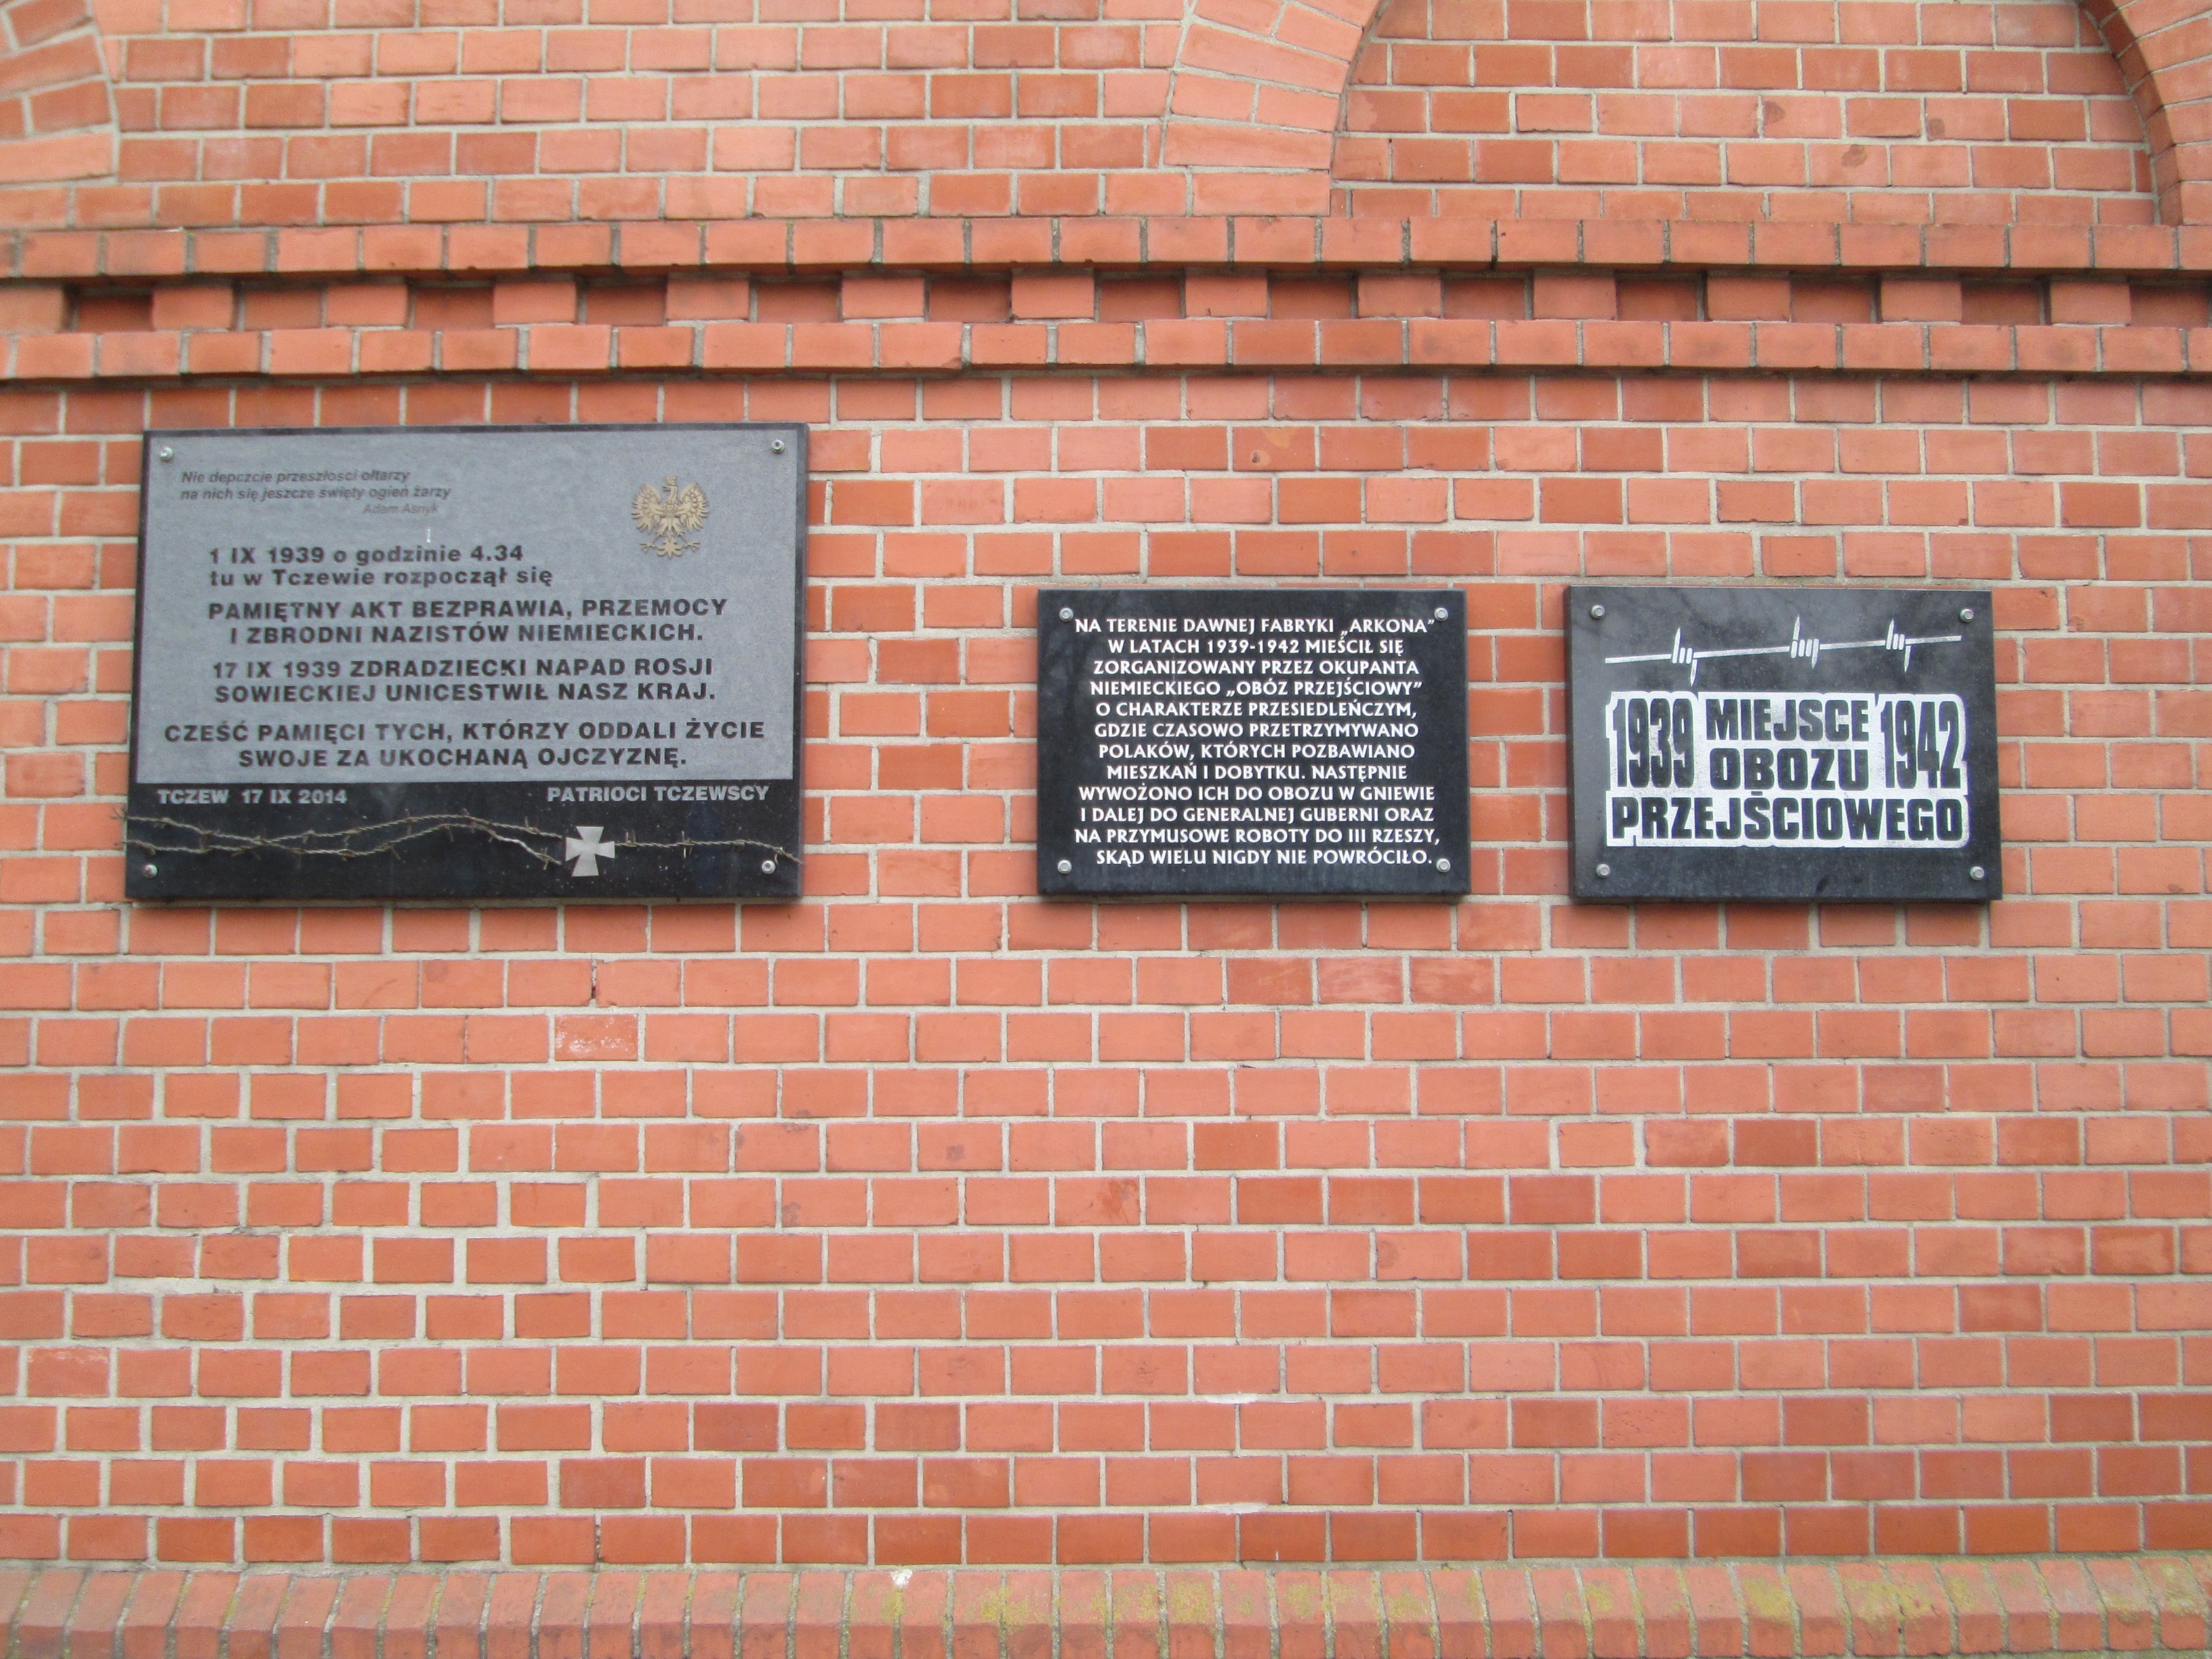 Nie depczcie przeszłosci ołtarzy
na nich się jeszcze święty ogień żarzy
Adam Asnyk
1 IX 1939 o godzinie 4.34
tu w Tczewie rozpoczął się
PAMIĘTNY AKT BEZPRAWIA, PRZEMOCY
I ZBRODNI NAZISTÓW NIEMIECKICH.
17 IX 1939 ZDRADZIECKI NAPAD ROSJI
SOWIECKIEJ UNICESTWIŁ NASZ KRAJ.
CZEŚĆ PAMIĘCI TYCH, KTÓRZY ODDALI ŻYCIE
SWOJE ZA UKOCHANĄ OJCZYZNĘ.
TCZEW 17 IX 2014 PATRIOCI TCZEWSCY
NA TERENIE DAWNEJ FABRYKI „ARKONA”
W LATACH 1939-1942 MIEŚCIŁ SIĘ
ZORGANIZOWANY PRZEZ OKUPANTA
NIEMIECKIEGO „OBÓZ PRZEJŚCIOWY”
O CHARAKTERZE PRZESIEDLEŃCZYM,
GDZIE CZASOWO PRZETRZYMYWANO
POLAKÓW, KTÓRYCH POZBAWIANO
MIESZKAŃ I DOBYTKU. NASTĘPNIE
WYWOŻONO ICH DO OBOZU W GNIEWIE
I DALEJ DO GENERALNEJ GUBERNI ORAZ
NA PRZYMUSOWE ROBOTY DO III RZESZY,
SKĄD WIELU NIGDY NIE POWRÓCIŁO.
1939 MIEJSCE 1942
OBOZU
PRZEJŚCIOWEGO